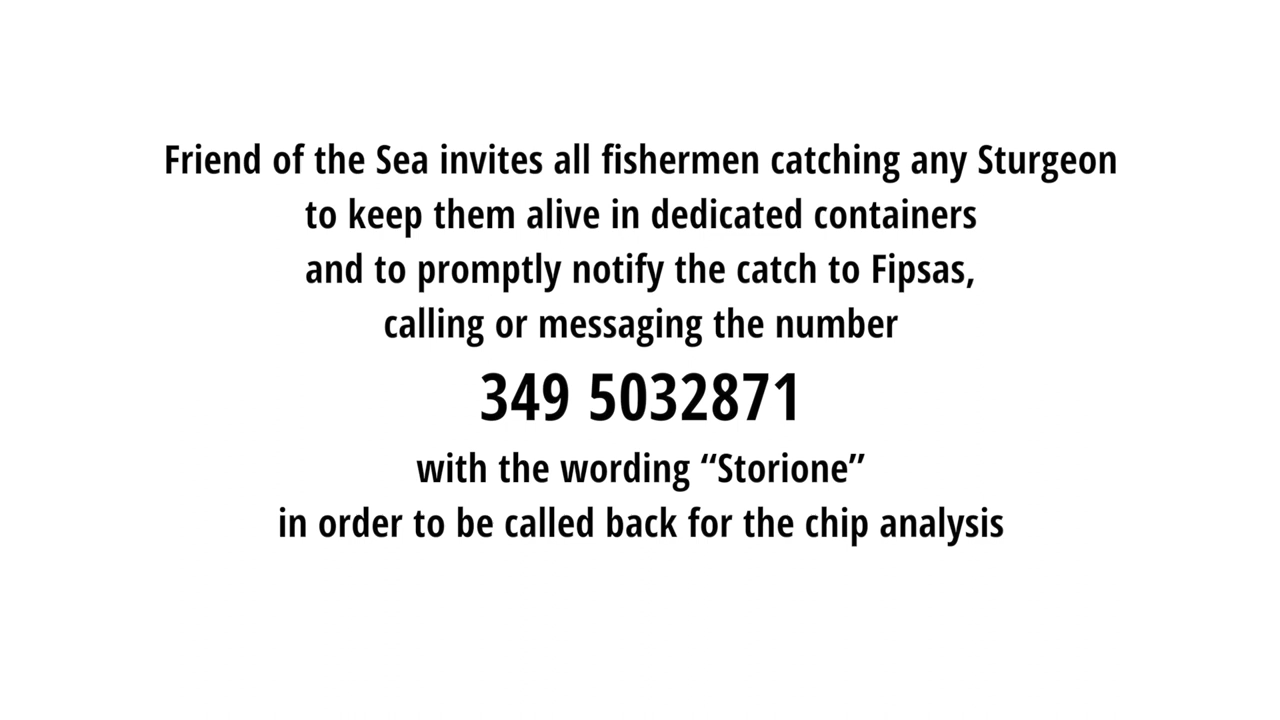 Friend of the Sea invites all fishermen catching any Sturgeon
to keep them alive in dedicated containers
and to promptly notify the catch to Fipsas,
calling or messaging the number
349 5032871
with the wording “Storione”
in order to be called back for the chip analysis